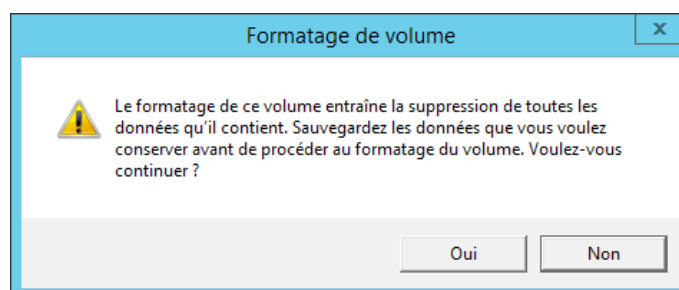 Formatage de volume
x
Le formatage de ce volume entraîne la suppression de toutes les
données qu'il contient. Sauvegardez les données que vous voulez
conserver avant de procéder au formatage du volume. Voulez-vous
continuer ?
Oui
Non